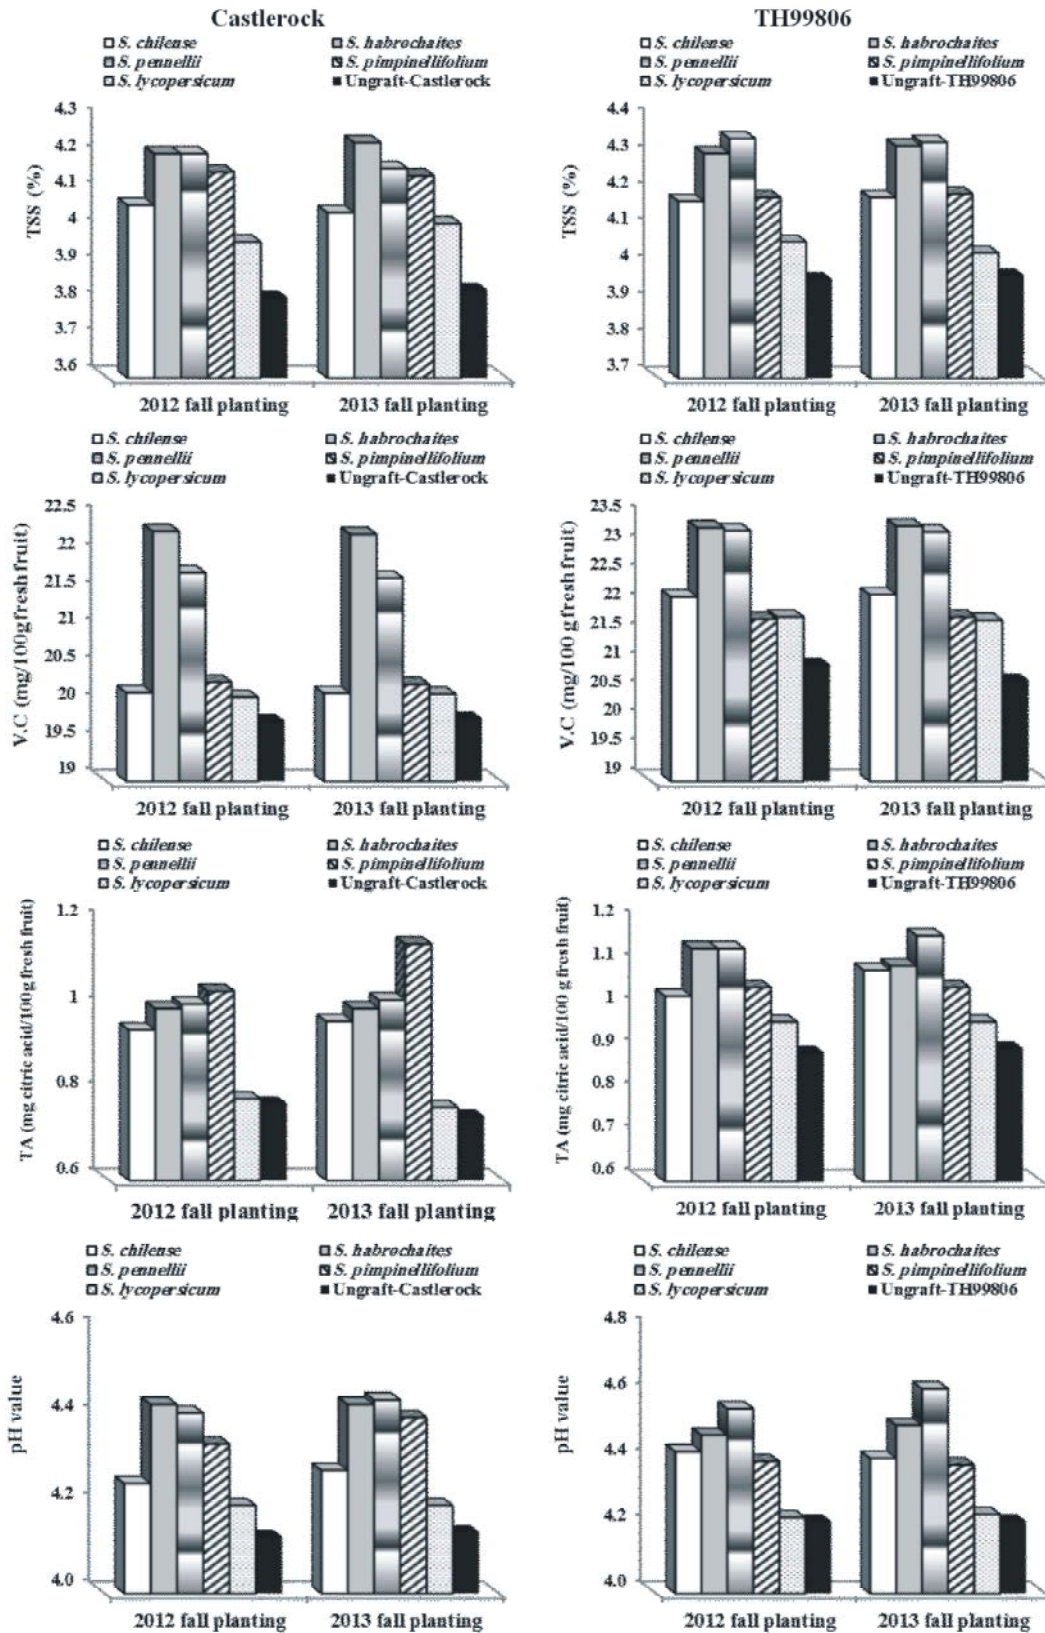 Castlerock
S. chilense S. habrochaites
S. pennellii S. pimpinellifolium
S. lycopersicum Ungraft-Castlerock
TSS (%)
4.3
4.2
4.1
4
3.9
3.8
3.7
3.6
2012 fall planting 2013 fall planting
TH99806
S. chilense S. habrochaites
S. pennellii S. pimpinellifolium
S. lycopersicum Ungraft-TH99806
TSS (%)
4.4
4.3
4.2
4.1
4
3.9
3.8
3.7
2012 fall planting 2013 fall planting
S. chilense S. habrochaites
S. pennellii S. pimpinellifolium
S. lycopersicum Ungraft-Castlerock
V.C (mg/100g fresh fruit)
22.5
22
21.5
21
20.5
20
19.5
19
2012 fall planting 2013 fall planting
S. chilense S. habrochaites
S. pennellii S. pimpinellifolium
S. lycopersicum Ungraft-TH99806
V.C (mg/100 g fresh fruit)
23.5
23
22.5
22
21.5
21
20.5
20
19.5
19
2012 fall planting 2013 fall planting
S. chilense S. habrochaites
S. pennellii S. pimpinellifolium
S. lycopersicum Ungraft-Castlerock
TA (mg citric acid/100g fresh fruit)
1.2
1
0.8
0.6
2012 fall planting 2013 fall planting
S. chilense S. habrochaites
S. pennellii S. pimpinellifolium
S. lycopersicum Ungraft-TH99806
TA (mg citric acid/100 g fresh fruit)
1.2
1.1
1
0.9
0.8
0.7
0.6
2012 fall planting 2013 fall planting
S. chilense S. habrochaites
S. pennellii S. pimpinellifolium
S. lycopersicum Ungraft-Castlerock
pH value
4.6
4.4
4.2
4.0
2012 fall planting 2013 fall planting
S. chilense S. habrochaites
S. pennellii S. pimpinellifolium
S. lycopersicum Ungraft-TH99806
pH value
4.8
4.6
4.4
4.2
4.0
2012 fall planting 2013 fall planting